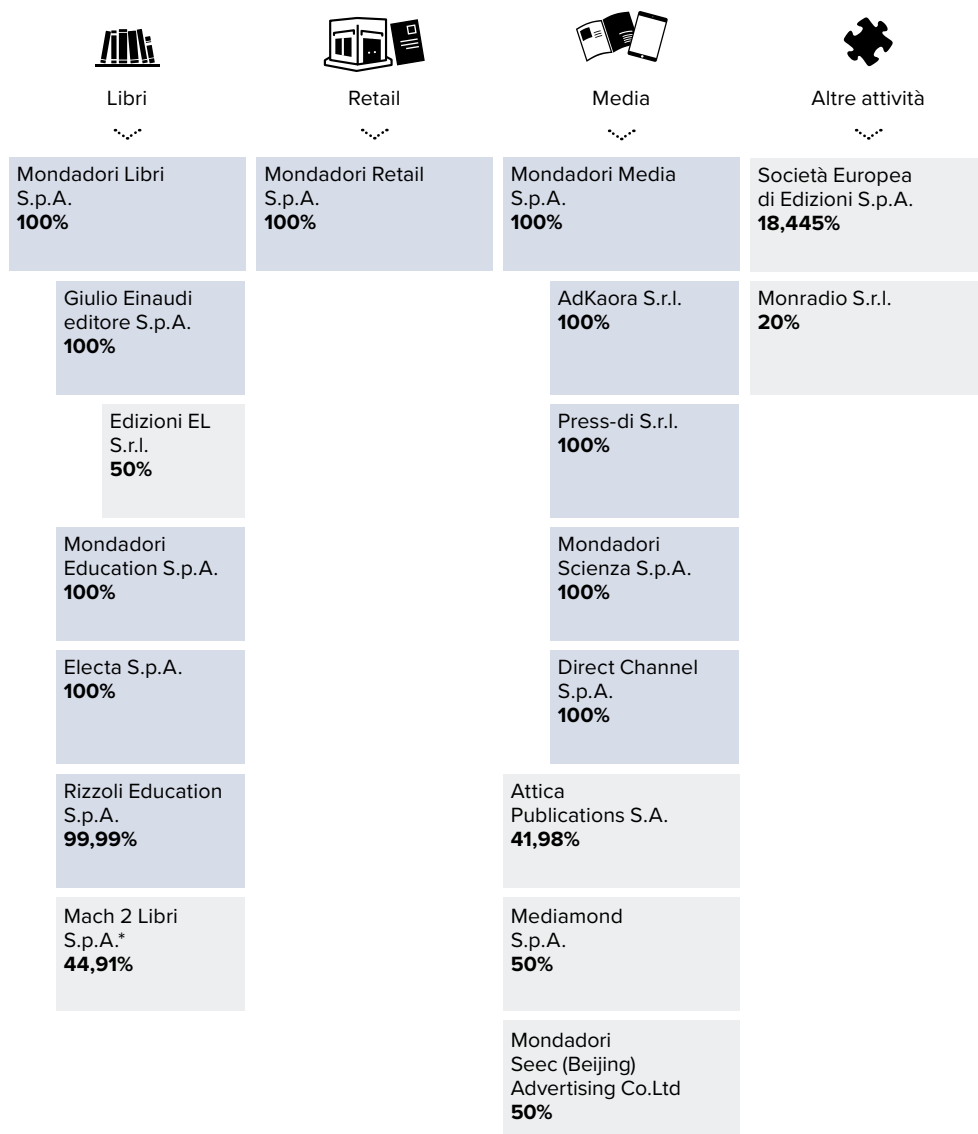 Libri
Retail
Media
Altre attività
Mondadori Libri
S.p.A.
100%
Giulio Einaudi
editore S.p.A.
100%
Edizioni EL
S.r.l.
50%
Mondadori
Education S.p.A.
100%
Electa S.p.A.
100%
Rizzoli Education
S.p.A.
99,99%
Mach 2 Libri
S.p.A.*
44,91%
Mondadori Retail
S.p.A.
100%
Mondadori Media
S.p.A.
100%
AdKaora S.r.l.
100%
Press-di S.r.l.
100%
Mondadori
Scienza S.p.A.
100%
Direct Channel
S.p.A.
100%
Attica
Publications S.A.
41,98%
Mediamond
S.p.A.
50%
Mondadori
Seec (Beijing)
Advertising Co.Ltd
50%
Società Europea
di Edizioni S.p.A.
18,445%
Monradio S.r.l.
20%